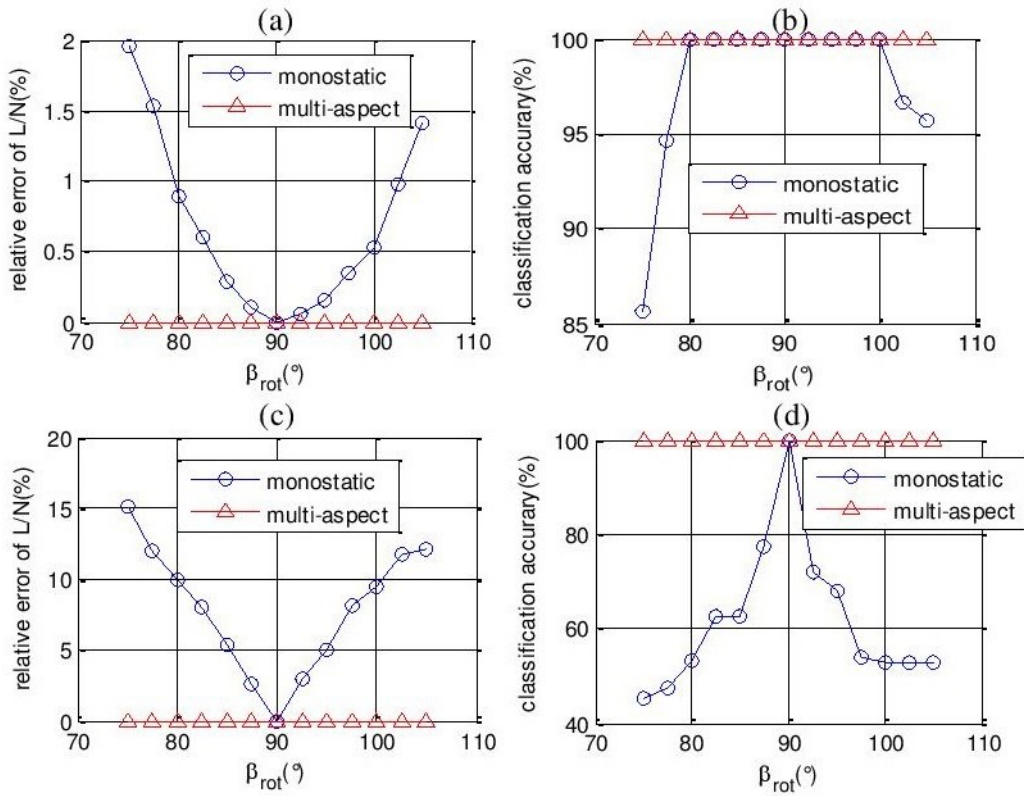 (a)
2
1.5
1
0.5
0
70
80
90
100
110
relative error of L/N(%)
βrot(°)
monostatic
multi-aspect
(b)
100
95
90
85
70
80
90
100
110
classification accurary(%)
βrot(°)
monostatic
multi-aspect
(c)
20
15
10
5
0
70
80
90
100
110
relative error of L/N(%)
βrot(°)
monostatic
multi-aspect
(d)
100
80
60
40
70
80
90
100
110
classification accurary(%)
βrot(°)
monostatic
multi-aspect